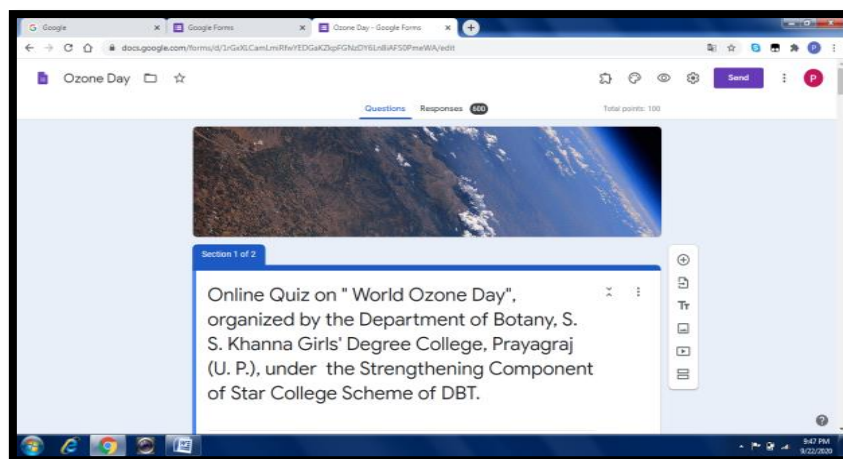 Google
Google Forms
Ozone Day - Google Forms
Ozone Day
Send
P
Questions
Responses 600
Total points: 100
Section 1 of 2
Online Quiz on " World Ozone Day",
organized by the Department of Botany, S.
S. Khanna Girls' Degree College, Prayagraj
(U. P.), under the Strengthening Component
of Star College Scheme of DBT.
Tт
9:47 PM
9/22/2020